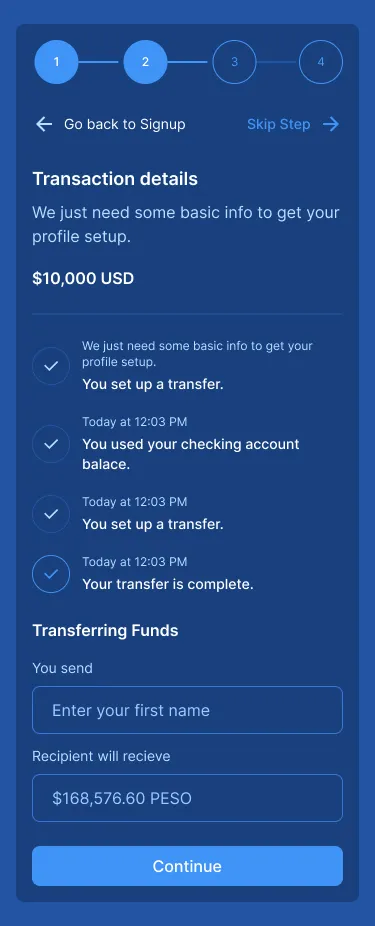 1 2 3 4
Go back to Signup Skip Step
Transaction details
We just need some basic info to get your
profile setup.
$10,000 USD
We just need some basic info to get your
profile setup.
You set up a transfer.
Today at 12:03 PM
You used your checking account
balace.
Today at 12:03 PM
You set up a transfer.
Today at 12:03 PM
Your transfer is complete.
Transferring Funds
You send
Enter your first name
Recipient will recieve
$168,576.60 PESO
Continue